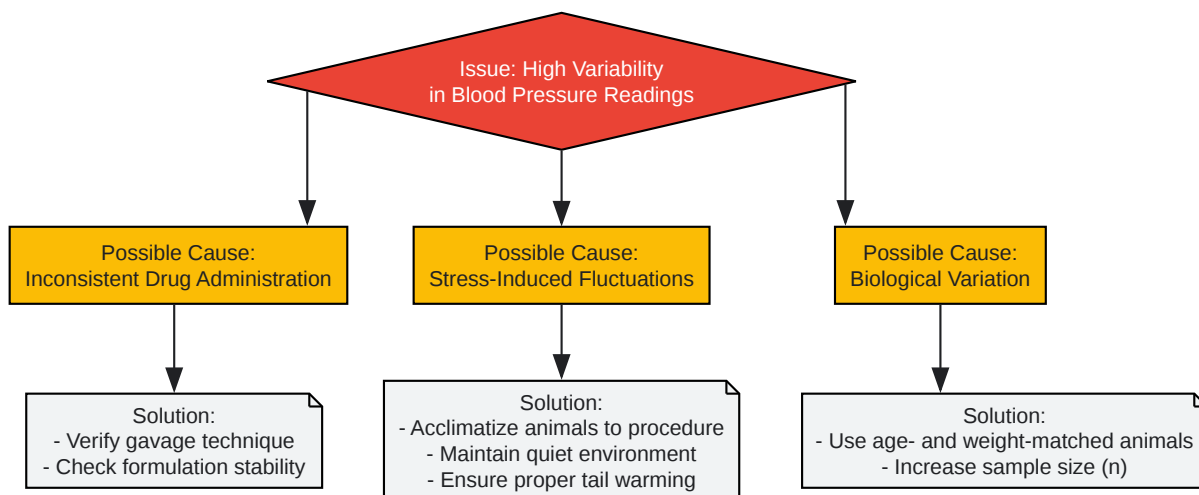 Issue: High Variability
in Blood Pressure Readings
Possible Cause:
Inconsistent Drug Administration
Possible Cause:
Stress-Induced Fluctuations
Possible Cause:
Biological Variation
Solution:
- Verify gavage technique
- Check formulation stability
Solution:
- Acclimatize animals to procedure
- Maintain quiet environment
- Ensure proper tail warming
Solution:
- Use age- and weight-matched animals
- Increase sample size (n)